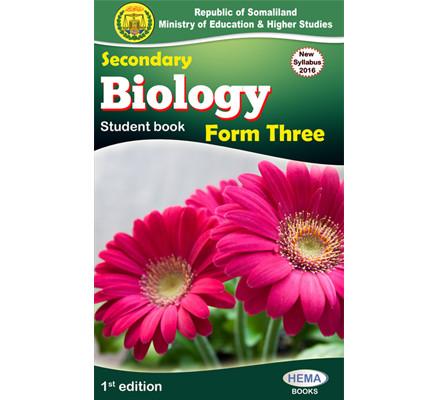 Republic of Somaliland
Ministry of Education & Higher Studies
Secondary
New
Syllabus
2016
Biology
Student book
Form Three
1st edition
HEMA
BOOKS